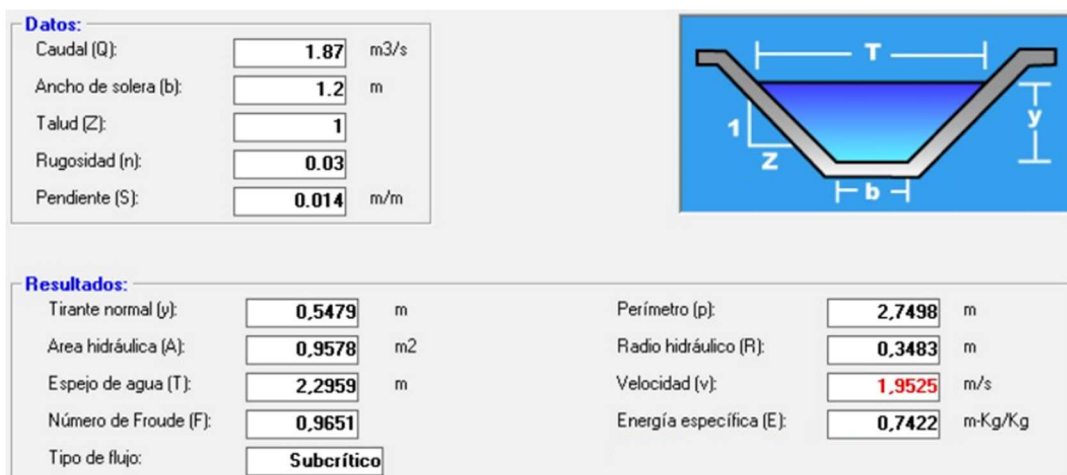 Datos:
Caudal (Q): 1.87 m3/s
Ancho de solera (b): 1.2 m
Talud (Z): 1
Rugosidad (n): 0.03
Pendiente (S): 0.014 m/m
T
1
Z
b
y
Resultados:
Tirante normal (y): 0,5479 m
Area hidráulica (A): 0,9578 m2
Espejo de agua (T): 2,2959 m
Número de Froude (F): 0,9651
Tipo de flujo: Subcrítico
Perímetro (p): 2,7498 m
Radio hidráulico (R): 0,3483 m
Velocidad (v): 1,9525 m/s
Energía específica (E): 0,7422 m-Kg/Kg